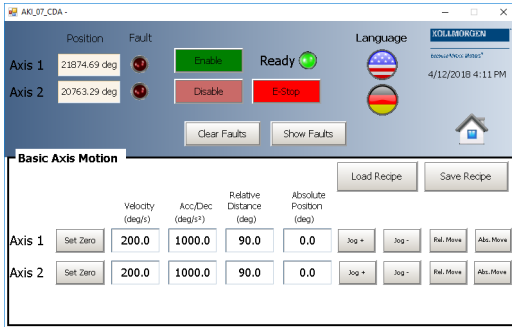 AKI_07_CDA -
Position Fault Language KOLLMORGEN
Axis 1 21874.69 deg Enable Ready
4/12/2018 4:11 PM
Axis 2 20763.29 deg Disable E-Stop
Clear Faults Show Faults
Basic Axis Motion
Load Recipe Save Recipe
Velocity (deg/s) Acc/Dec (deg/s²) Relative Distance (deg) Absolute Position (deg)
Axis 1 Set Zero 200.0 1000.0 90.0 0.0 Jog + Jog - Rel. Move Abs. Move
Axis 2 Set Zero 200.0 1000.0 90.0 0.0 Jog + Jog - Rel. Move Abs. Move